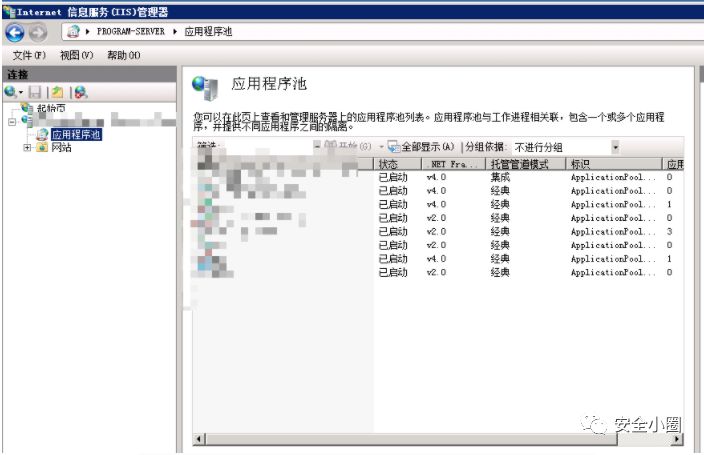 Internet 信息服务(IIS)管理器
PROGRAM-SERVER
应用程序池
文件(F) 视图(V) 帮助(H)
连接
起始页
应用程序池
网站
应用程序池
您可以在此页上查看和管理服务器上的应用程序池列表。应用程序池与工作进程相关联，包含一个或多个应用程
序，并提供不同应用程序之间的隔离。
筛选: 开始(G) 全部显示(A) 分组依据: 不进行分组
状态 .NET Fra... 托管管道模式 标识 应用
已启动 v4.0 集成 ApplicationPool... 0
已启动 v4.0 经典 ApplicationPool... 0
已启动 v4.0 经典 ApplicationPool... 1
已启动 v2.0 经典 ApplicationPool... 0
已启动 v2.0 经典 ApplicationPool... 3
已启动 v2.0 经典 ApplicationPool... 0
已启动 v4.0 经典 ApplicationPool... 1
已启动 v2.0 经典 ApplicationPool... 0
安全小圈